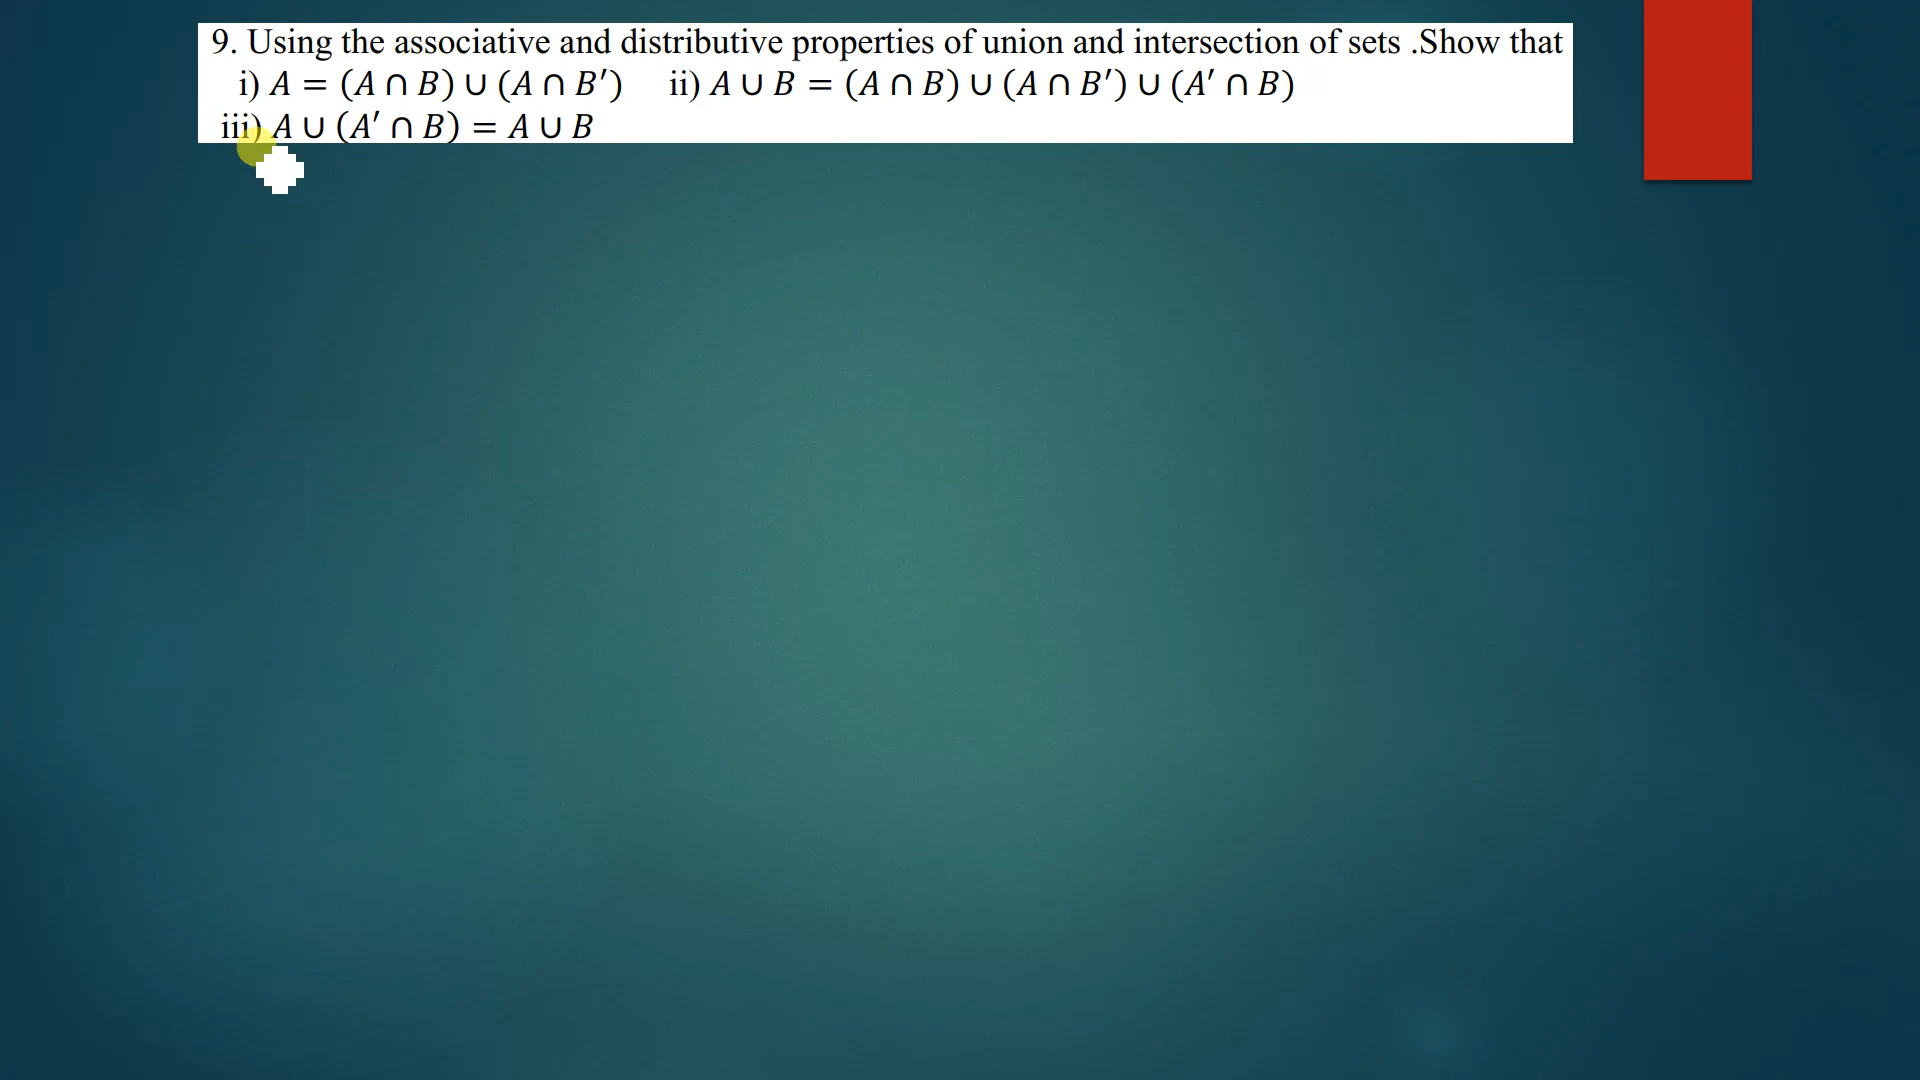 9. Using the associative and distributive properties of union and intersection of sets .Show that
i) A = (A ∩ B) ∪ (A ∩ B′) ii) A ∪ B = (A ∩ B) ∪ (A ∩ B′) ∪ (A′ ∩ B)
iii) A ∪ (A′ ∩ B) = A ∪ B